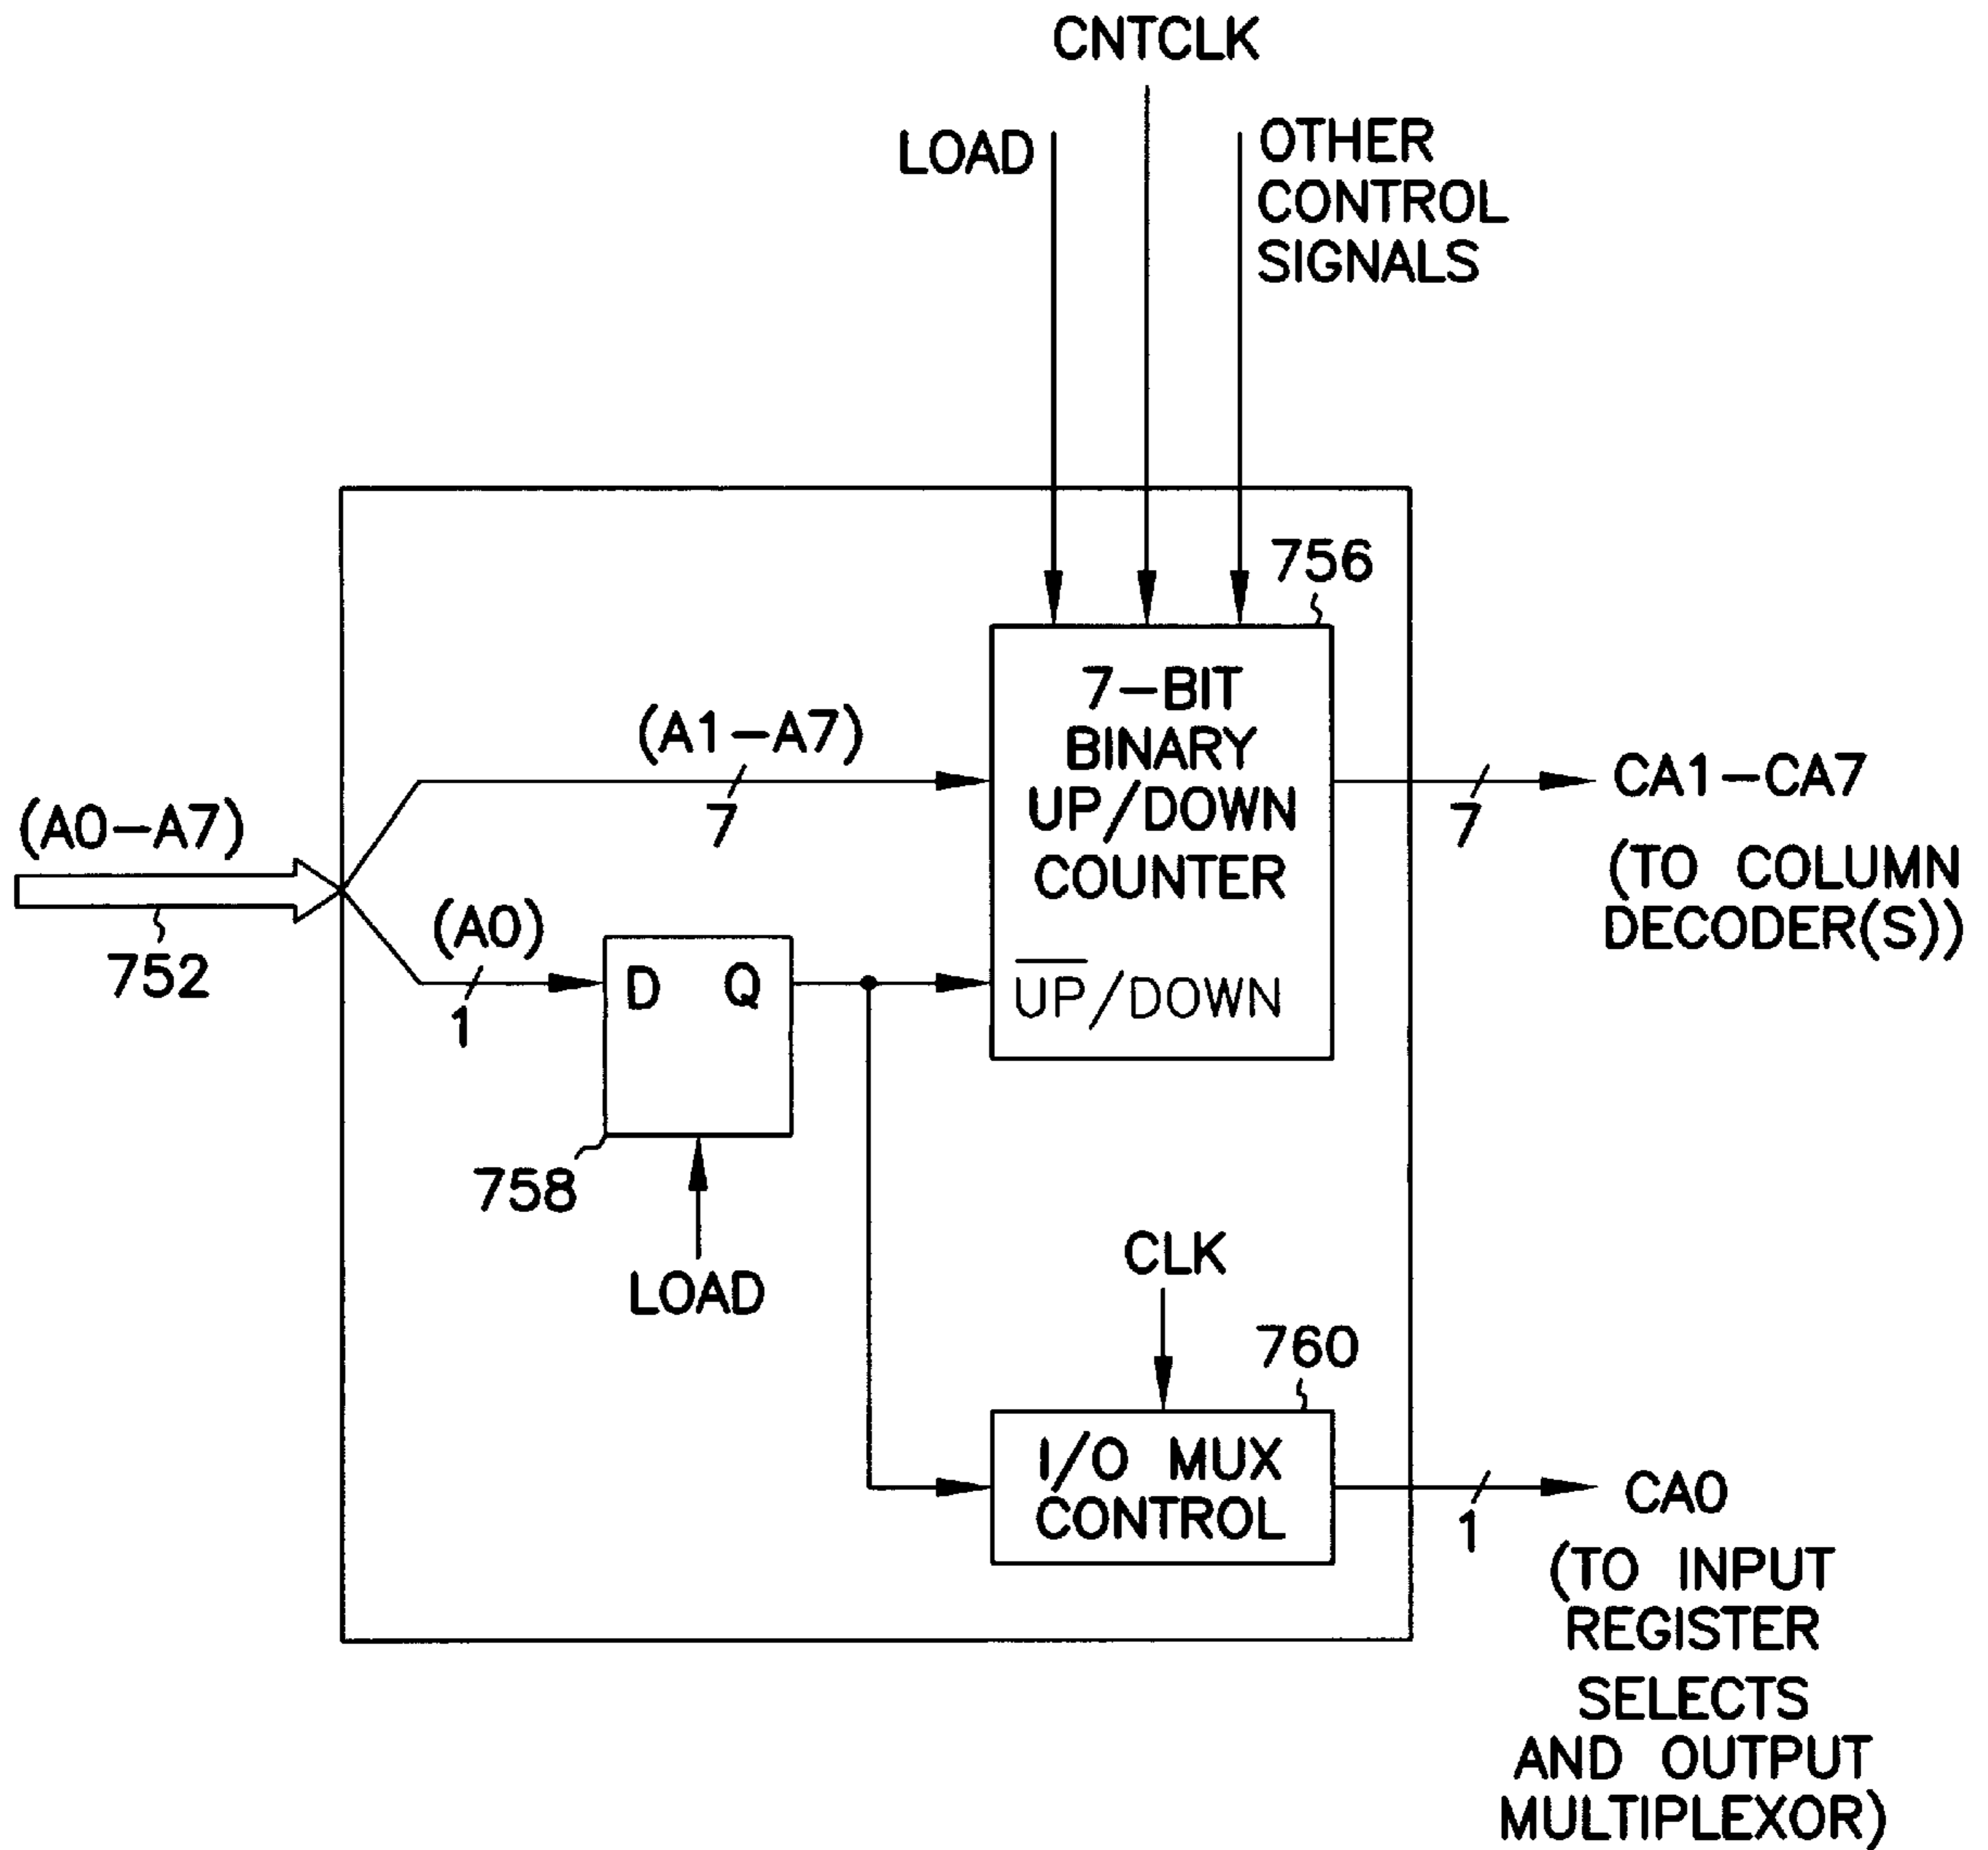 CNTCLK
LOAD
OTHER
CONTROL
SIGNALS
756
7-BIT
BINARY
UP/DOWN
COUNTER
U̅P̅/DOWN
(A1-A7)
7
7
CA1-CA7
(TO COLUMN
DECODER(S))
(A0-A7)
752
(A0)
1
D Q
758
LOAD
CLK
760
I/O MUX
CONTROL
1
CA0
(TO INPUT
REGISTER
SELECTS
AND OUTPUT
MULTIPLEXOR)